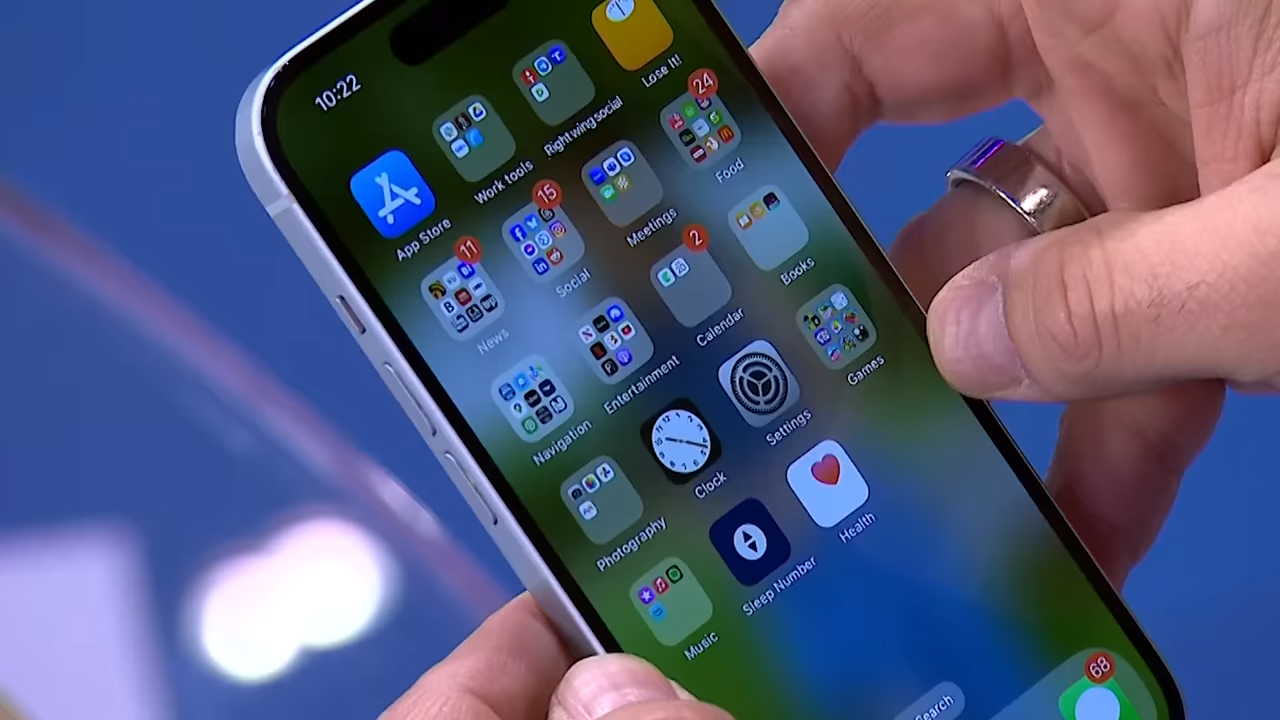 10:22
App Store
Work tools
Right wing social
Lose It!
11
News
15
Social
Meetings
24
Food
Navigation
Entertainment
2
Calendar
Books
Photography
Clock
Settings
Games
Music
Sleep Number
Health
Search
68